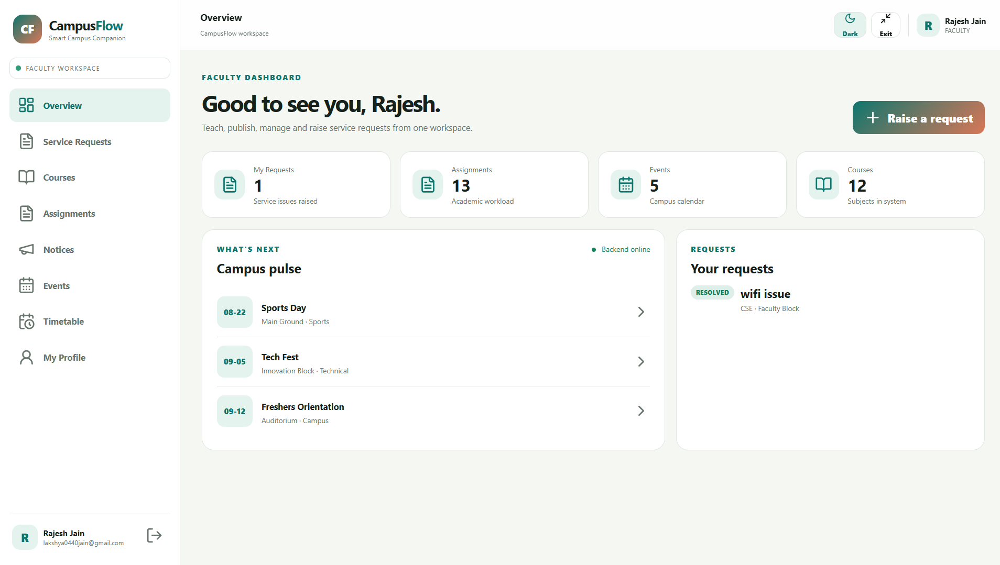 CF
CampusFlow
Smart Campus Companion
FACULTY WORKSPACE
Overview
Service Requests
Courses
Assignments
Notices
Events
Timetable
My Profile
R
Rajesh Jain
lakshya0440jain@gmail.com
Overview
CampusFlow workspace
Dark
Exit
R
Rajesh Jain
FACULTY
FACULTY DASHBOARD
Good to see you, Rajesh.
Teach, publish, manage and raise service requests from one workspace.
Raise a request
My Requests
1
Service issues raised
Assignments
13
Academic workload
Events
5
Campus calendar
Courses
12
Subjects in system
WHAT'S NEXT
Backend online
Campus pulse
08-22
Sports Day
Main Ground · Sports
09-05
Tech Fest
Innovation Block · Technical
09-12
Freshers Orientation
Auditorium · Campus
REQUESTS
Your requests
RESOLVED
wifi issue
CSE · Faculty Block